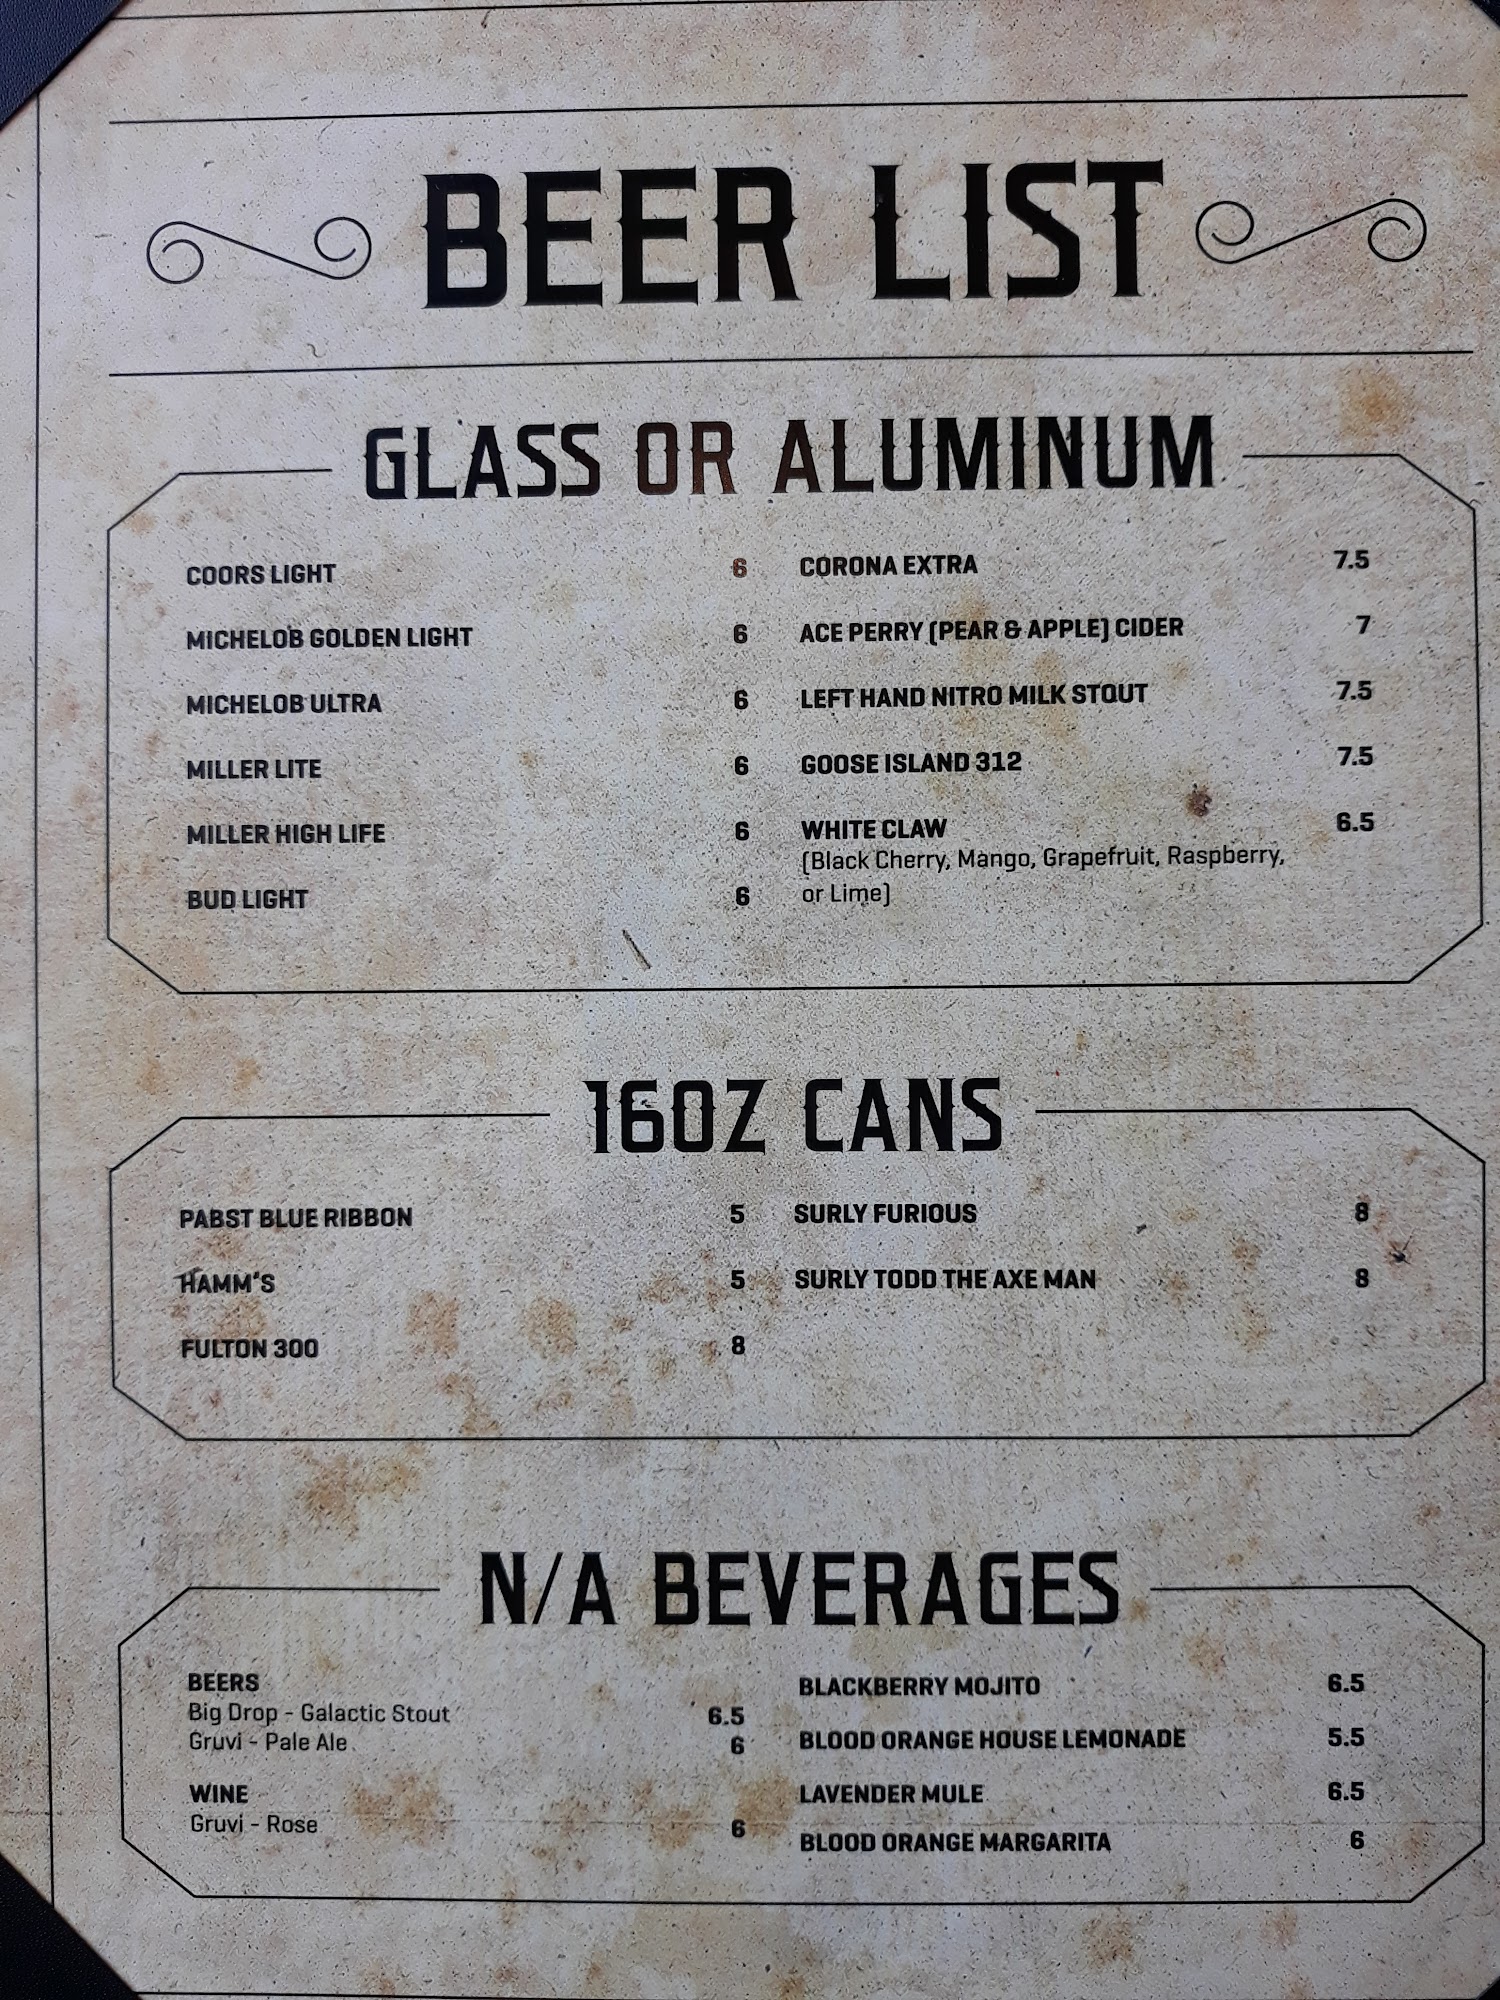 BEER LIST
GLASS OR ALUMINUM
COORS LIGHT 6
MICHELOB GOLDEN LIGHT 6
MICHELOB ULTRA 6
MILLER LITE 6
MILLER HIGH LIFE 6
BUD LIGHT 6
CORONA EXTRA 7.5
ACE PERRY (PEAR & APPLE) CIDER 7
LEFT HAND NITRO MILK STOUT 7.5
GOOSE ISLAND 312 7.5
WHITE CLAW 6.5
(Black Cherry, Mango, Grapefruit, Raspberry,
or Lime)
16OZ CANS
PABST BLUE RIBBON 5
HAMM'S 5
FULTON 300 8
SURLY FURIOUS 8
SURLY TODD THE AXE MAN 8
N/A BEVERAGES
BEERS
Big Drop - Galactic Stout 6.5
Gruvi - Pale Ale 6
WINE
Gruvi - Rose 6
BLACKBERRY MOJITO 6.5
BLOOD ORANGE HOUSE LEMONADE 5.5
LAVENDER MULE 6.5
BLOOD ORANGE MARGARITA 6